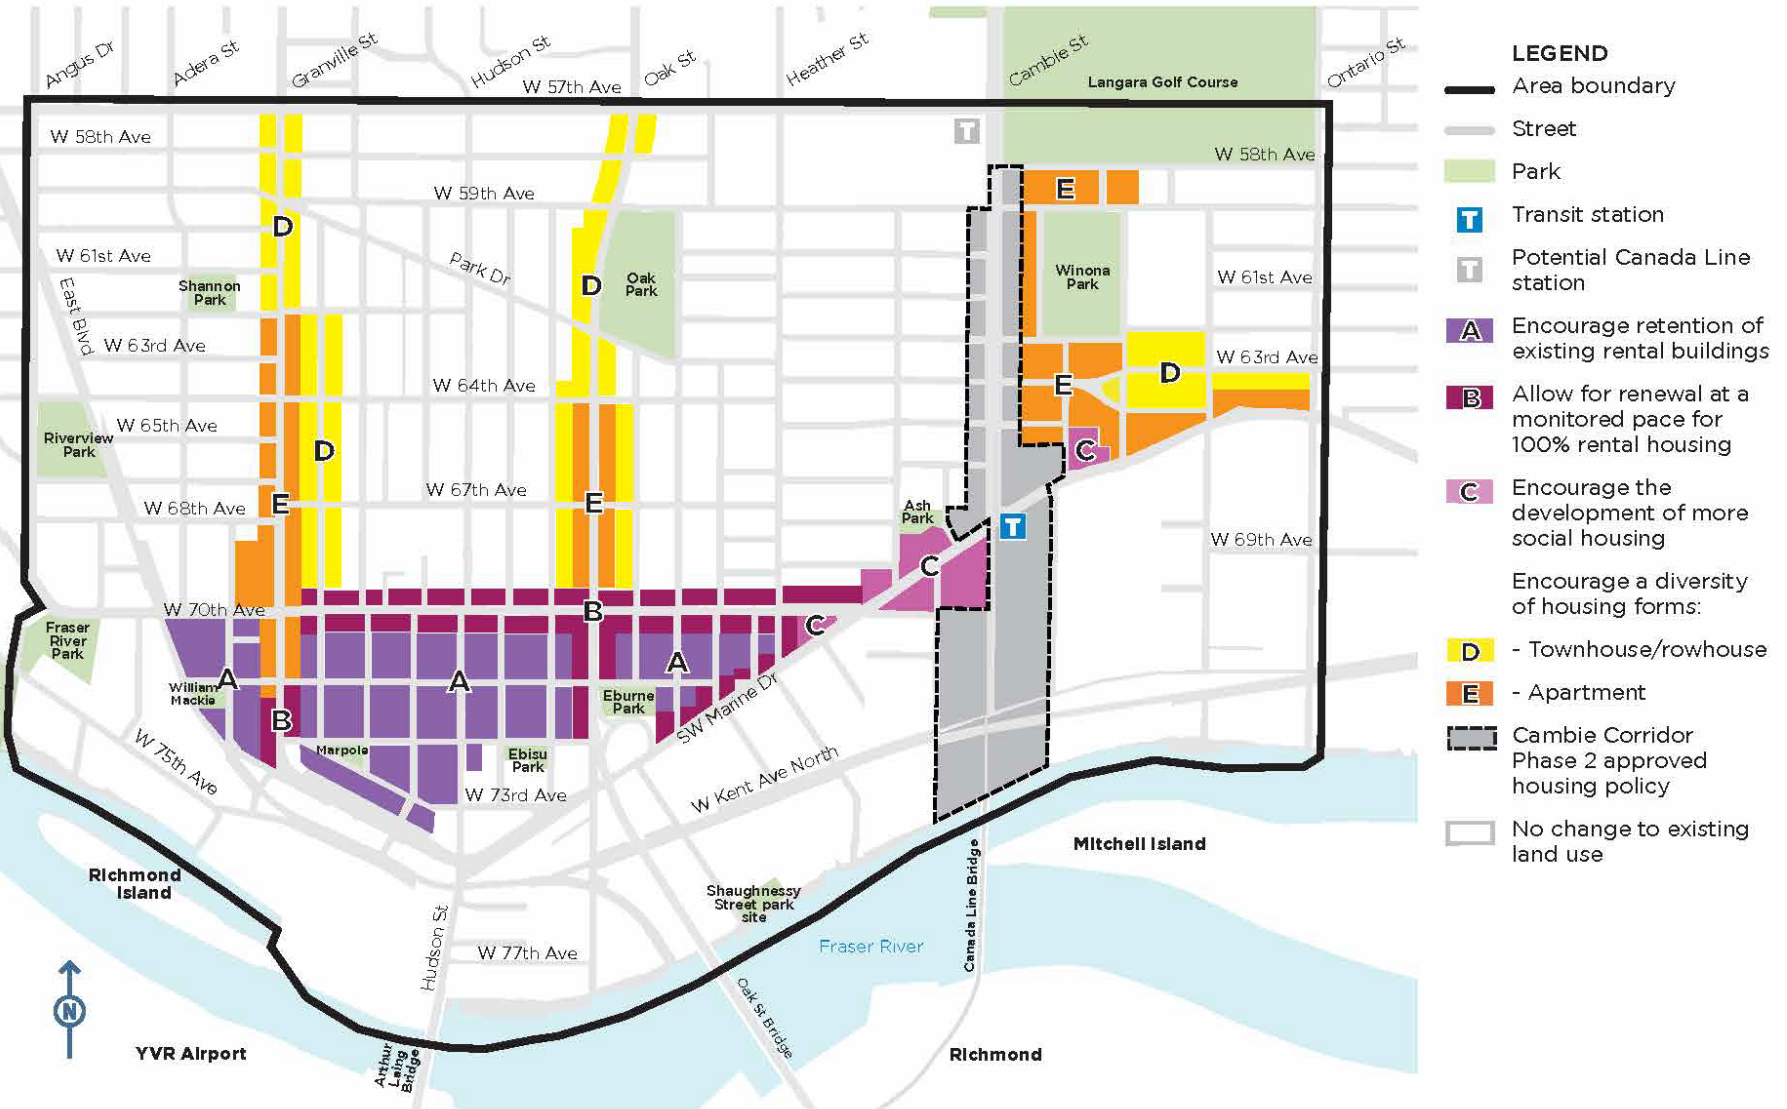 Angus Dr
Adera St
Granville St
Hudson St
Oak St
Heather St
Cambie St
Ontario St
W 57th Ave
Langara Golf Course
W 58th Ave
T
W 58th Ave
W 59th Ave
E
D
W 61st Ave
Park Dr
Winona
Park
W 61st Ave
Shannon
Park
D
Oak
Park
East Blvd
W 63rd Ave
W 63rd Ave
D
W 64th Ave
E
W 65th Ave
Riverview
Park
D
C
W 67th Ave
W 68th Ave
E
E
Ash
Park
T
W 69th Ave
C
W 70th Ave
B
C
Fraser
River
Park
A
A
A
William
Mackie
Eburne
Park
SW Marine Dr
B
Marpole
Ebisu
Park
W 75th Ave
W 73rd Ave
W Kent Ave North
Richmond
Island
Mitchell Island
Shaughnessy
Street park
site
Canada Line Bridge
Hudson St
Fraser River
W 77th Ave
Oak St Bridge
N
YVR Airport
Arthur
Laing
Bridge
Richmond
LEGEND
Area boundary
Street
Park
T Transit station
T Potential Canada Line
station
A Encourage retention of
existing rental buildings
B Allow for renewal at a
monitored pace for
100% rental housing
C Encourage the
development of more
social housing
Encourage a diversity
of housing forms:
D - Townhouse/rowhouse
E - Apartment
Cambie Corridor
Phase 2 approved
housing policy
No change to existing
land use